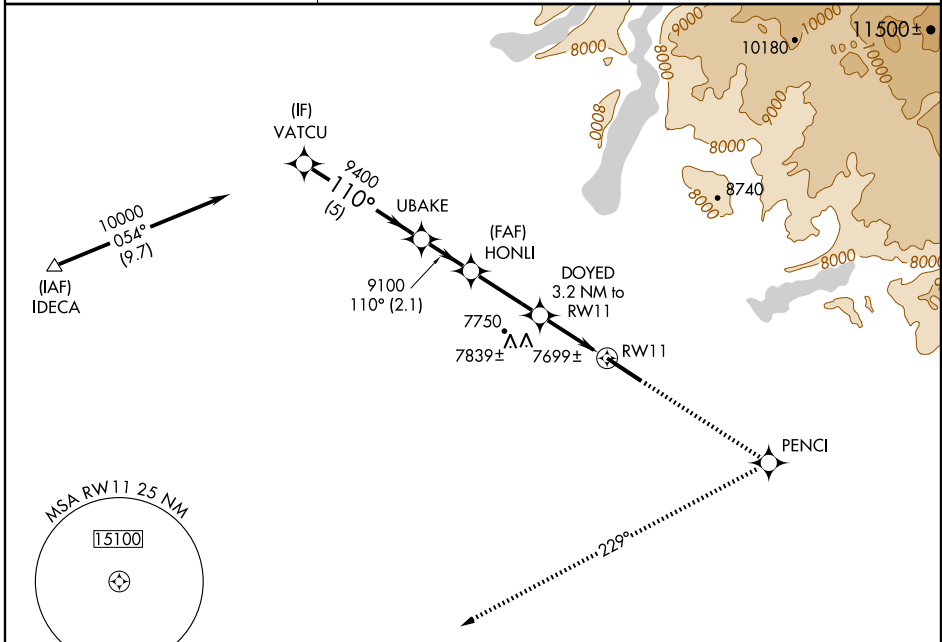 8000
9000
10180
10000
11500±
10000
8000
9000
8000
8000
8740
8000
8000
8000
(IF)
VATCU
9400
110°
(5)
UBAKE
(FAF)
HONLI
9100
110° (2.1)
10000
054°
(9.7)
(IAF)
IDECA
DOYED
3.2 NM to
RW11
7750
7839±
7699±
RW11
PENCI
229°
MSA RW11 25 NM
15100